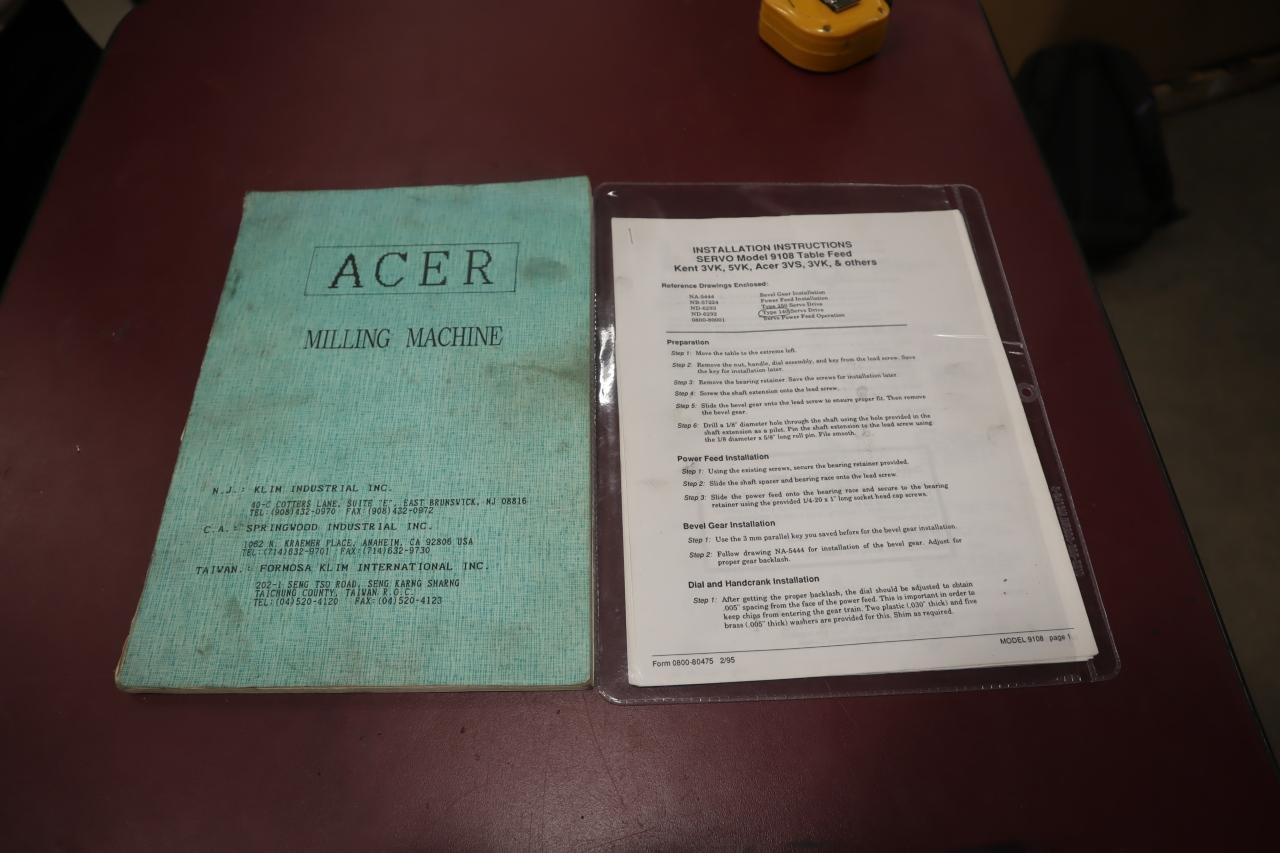 ACER
MILLING MACHINE
N.J.: KLIM INDUSTRIAL INC.
40-C COTTERS LANE, SUITE "E", EAST BRUNSWICK, NJ 08816
TEL:(908)432-0970 FAX:(908)432-0972
C.A.: SPRINGWOOD INDUSTRIAL INC.
1062 N. KRAEMER PLACE, ANAHEIM, CA 92806 USA
TEL:(714)632-9701 FAX:(714)632-9730
TAIWAN.: FORMOSA KLIM INTERNATIONAL INC.
202-1 SENG TSO ROAD, SENG KARNG SHARNG
TAICHUNG COUNTY, TAIWAN R.O.C.
TEL:(04)520-4120 FAX:(04)520-4123
INSTALLATION INSTRUCTIONS
SERVO Model 9108 Table Feed
Kent 3VK, 5VK, Acer 3VS, 3VK, & others
Reference Drawings Enclosed:
NA-5444 Bevel Gear Installation
NB-57224 Power Feed Installation
ND-6293 Type 150 Servo Drive
ND-6292 Type 140 Servo Drive
0800-80001 Servo Power Feed Operation
Preparation
Step 1: Move the table to the extreme left.
Step 2: Remove the nut, handle, dial assembly, and key from the lead screw. Save
the key for installation later.
Step 3: Remove the bearing retainer. Save the screws for installation later.
Step 4: Screw the shaft extension onto the lead screw.
Step 5: Slide the bevel gear onto the lead screw to ensure proper fit. Then remove
the bevel gear.
Step 6: Drill a 1/8" diameter hole through the shaft using the hole provided in the
shaft extension as a pilot. Pin the shaft extension to the lead screw using
the 1/8 diameter x 5/8" long roll pin. File smooth.
Power Feed Installation
Step 1: Using the existing screws, secure the bearing retainer provided.
Step 2: Slide the shaft spacer and bearing race onto the lead screw.
Step 3: Slide the power feed onto the bearing race and secure to the bearing
retainer using the provided 1/4-20 x 1" long socket head cap screws.
Bevel Gear Installation
Step 1: Use the 3 mm parallel key you saved before for the bevel gear installation.
Step 2: Follow drawing NA-5444 for installation of the bevel gear. Adjust for
proper gear backlash.
Dial and Handcrank Installation
Step 1: After getting the proper backlash, the dial should be adjusted to obtain
.005" spacing from the face of the power feed. This is important in order to
keep chips from entering the gear train. Two plastic (.030" thick) and five
brass (.005" thick) washers are provided for this. Shim as required.
Form 0800-80475 2/95
MODEL 9108 page 1